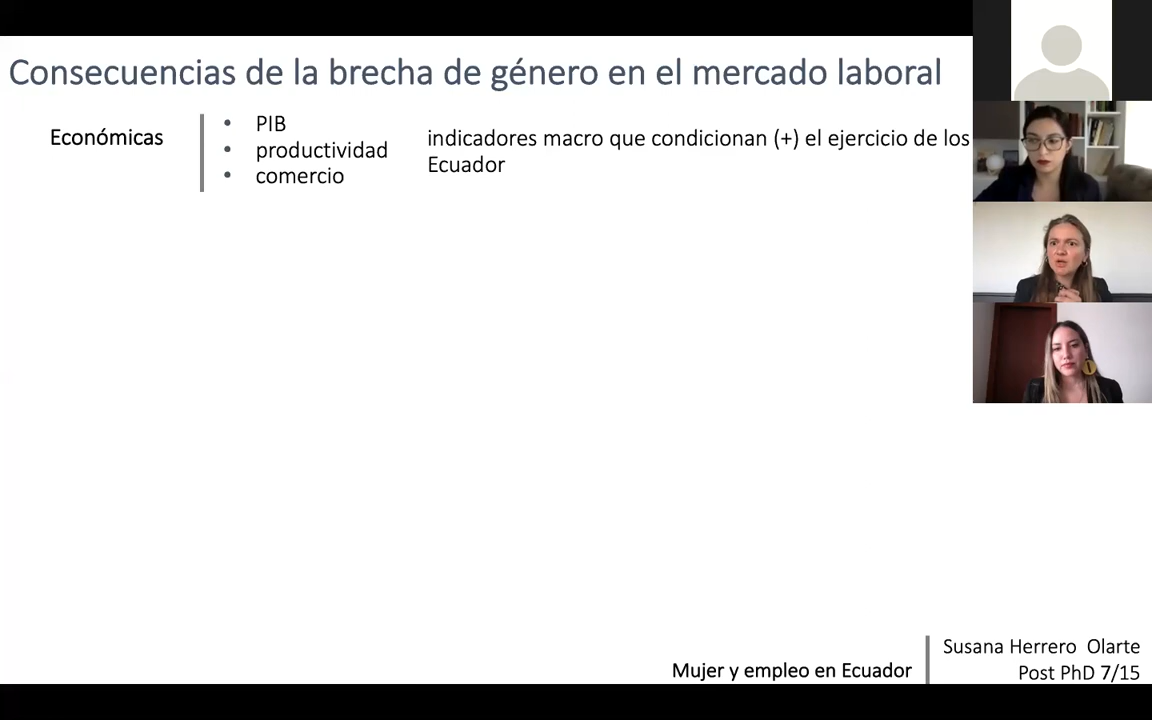 Consecuencias de la brecha de género en el mercado laboral
Económicas
• PIB
• productividad
• comercio
indicadores macro que condicionan (+) el ejercicio de los
Ecuador
Mujer y empleo en Ecuador
Susana Herrero Olarte
Post PhD 7/15